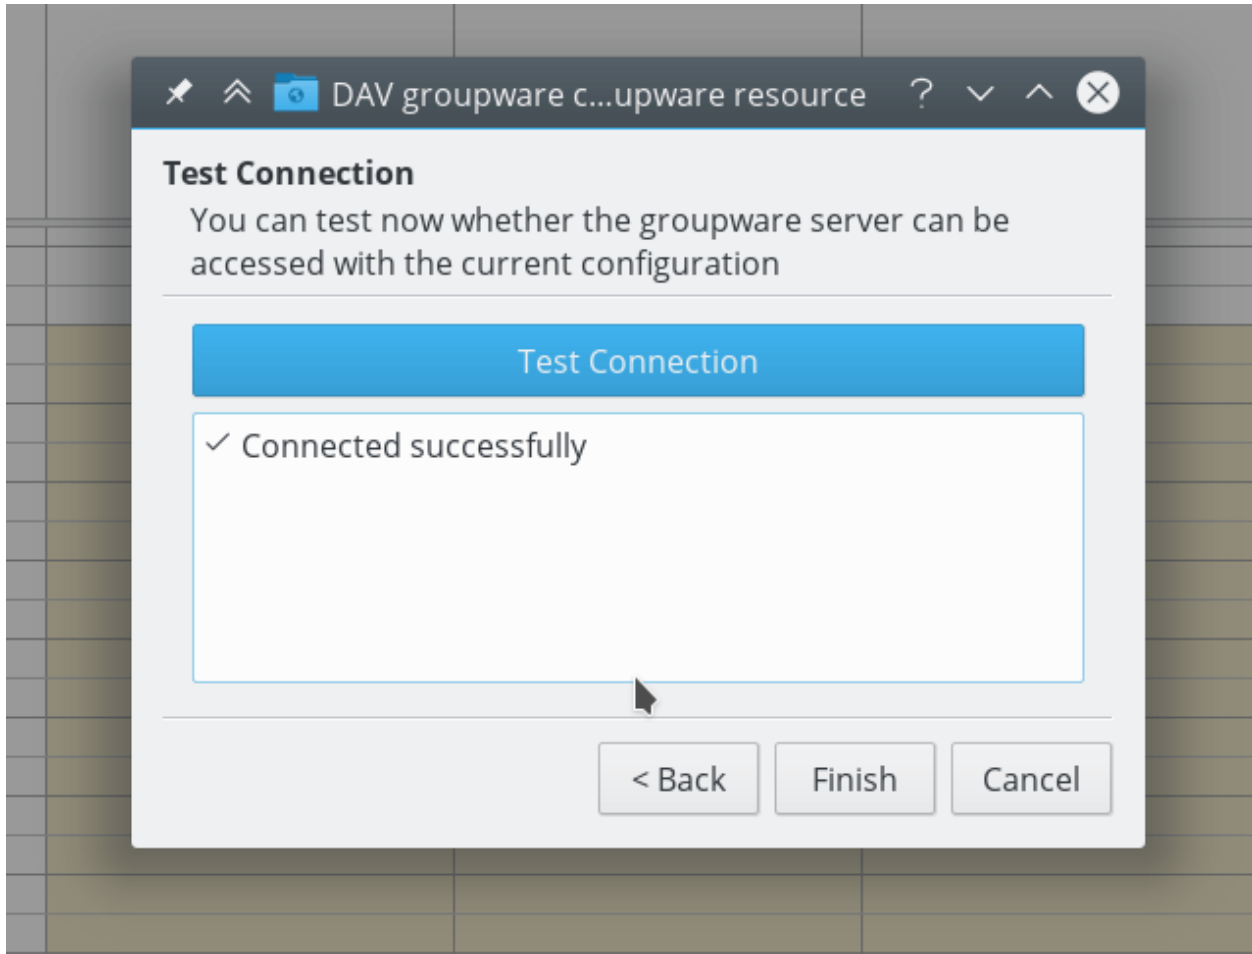 DAV groupware c...upware resource ?
Test Connection
You can test now whether the groupware server can be
accessed with the current configuration
Test Connection
Connected successfully
< Back Finish Cancel